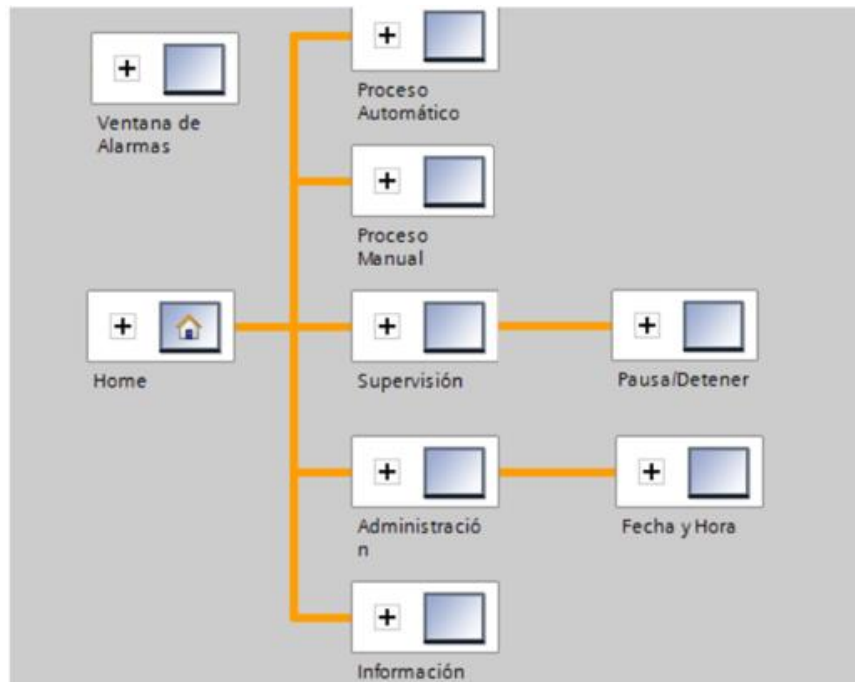 Ventana de
Alarmas
Proceso
Automático
Proceso
Manual
Home
Supervisión
Pausa/Detener
Administració
n
Fecha y Hora
Información